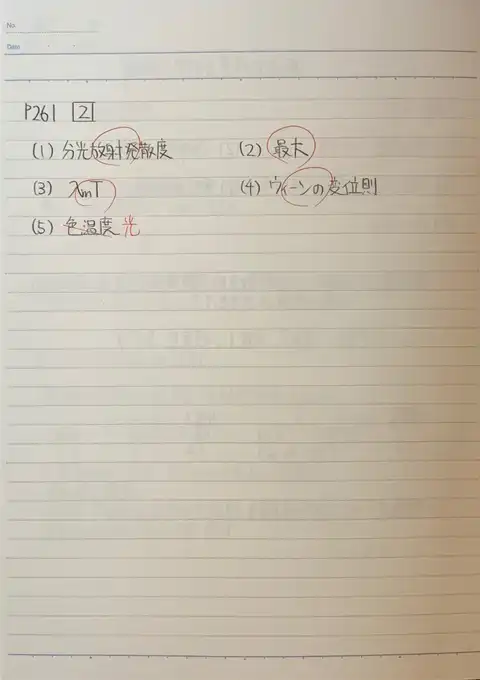 No.
Date
P261 [2]
(1) 分光放射発散度 (2) 最大
(3) λmT (4) ウィーンの変位則
(5) 色温度 光